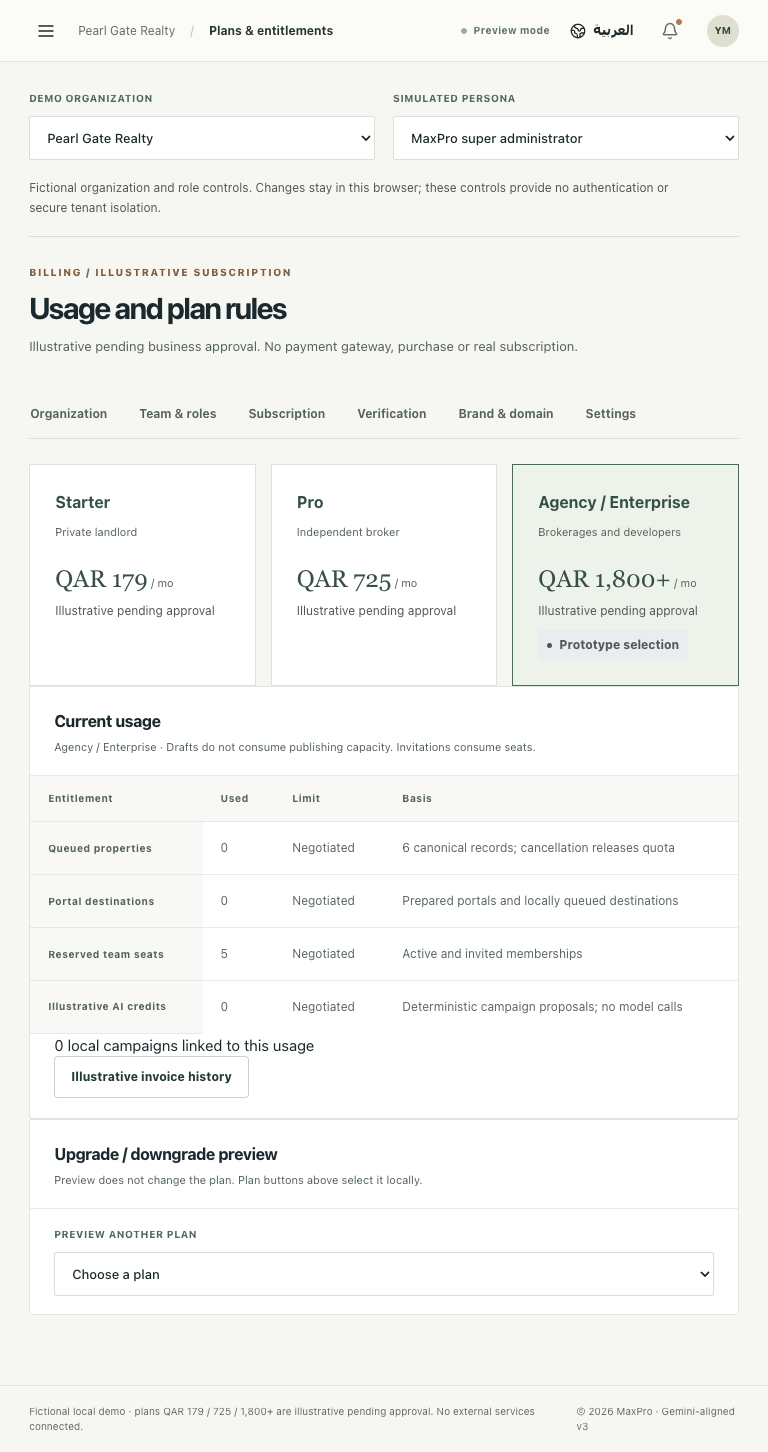 Pearl Gate Realty / Plans & entitlements
Preview mode
العربية
YM
DEMO ORGANIZATION
Pearl Gate Realty
SIMULATED PERSONA
MaxPro super administrator
Fictional organization and role controls. Changes stay in this browser; these controls provide no authentication or
secure tenant isolation.
BILLING / ILLUSTRATIVE SUBSCRIPTION
Usage and plan rules
Illustrative pending business approval. No payment gateway, purchase or real subscription.
Organization Team & roles Subscription Verification Brand & domain Settings
Starter
Private landlord
QAR 179 / mo
Illustrative pending approval
Pro
Independent broker
QAR 725 / mo
Illustrative pending approval
Agency / Enterprise
Brokerages and developers
QAR 1,800+ / mo
Illustrative pending approval
Prototype selection
Current usage
Agency / Enterprise · Drafts do not consume publishing capacity. Invitations consume seats.
Entitlement Used Limit Basis
Queued properties 0 Negotiated 6 canonical records; cancellation releases quota
Portal destinations 0 Negotiated Prepared portals and locally queued destinations
Reserved team seats 5 Negotiated Active and invited memberships
Illustrative AI credits 0 Negotiated Deterministic campaign proposals; no model calls
0 local campaigns linked to this usage
Illustrative invoice history
Upgrade / downgrade preview
Preview does not change the plan. Plan buttons above select it locally.
PREVIEW ANOTHER PLAN
Choose a plan
Fictional local demo · plans QAR 179 / 725 / 1,800+ are illustrative pending approval. No external services
connected.
© 2026 MaxPro · Gemini-aligned
v3